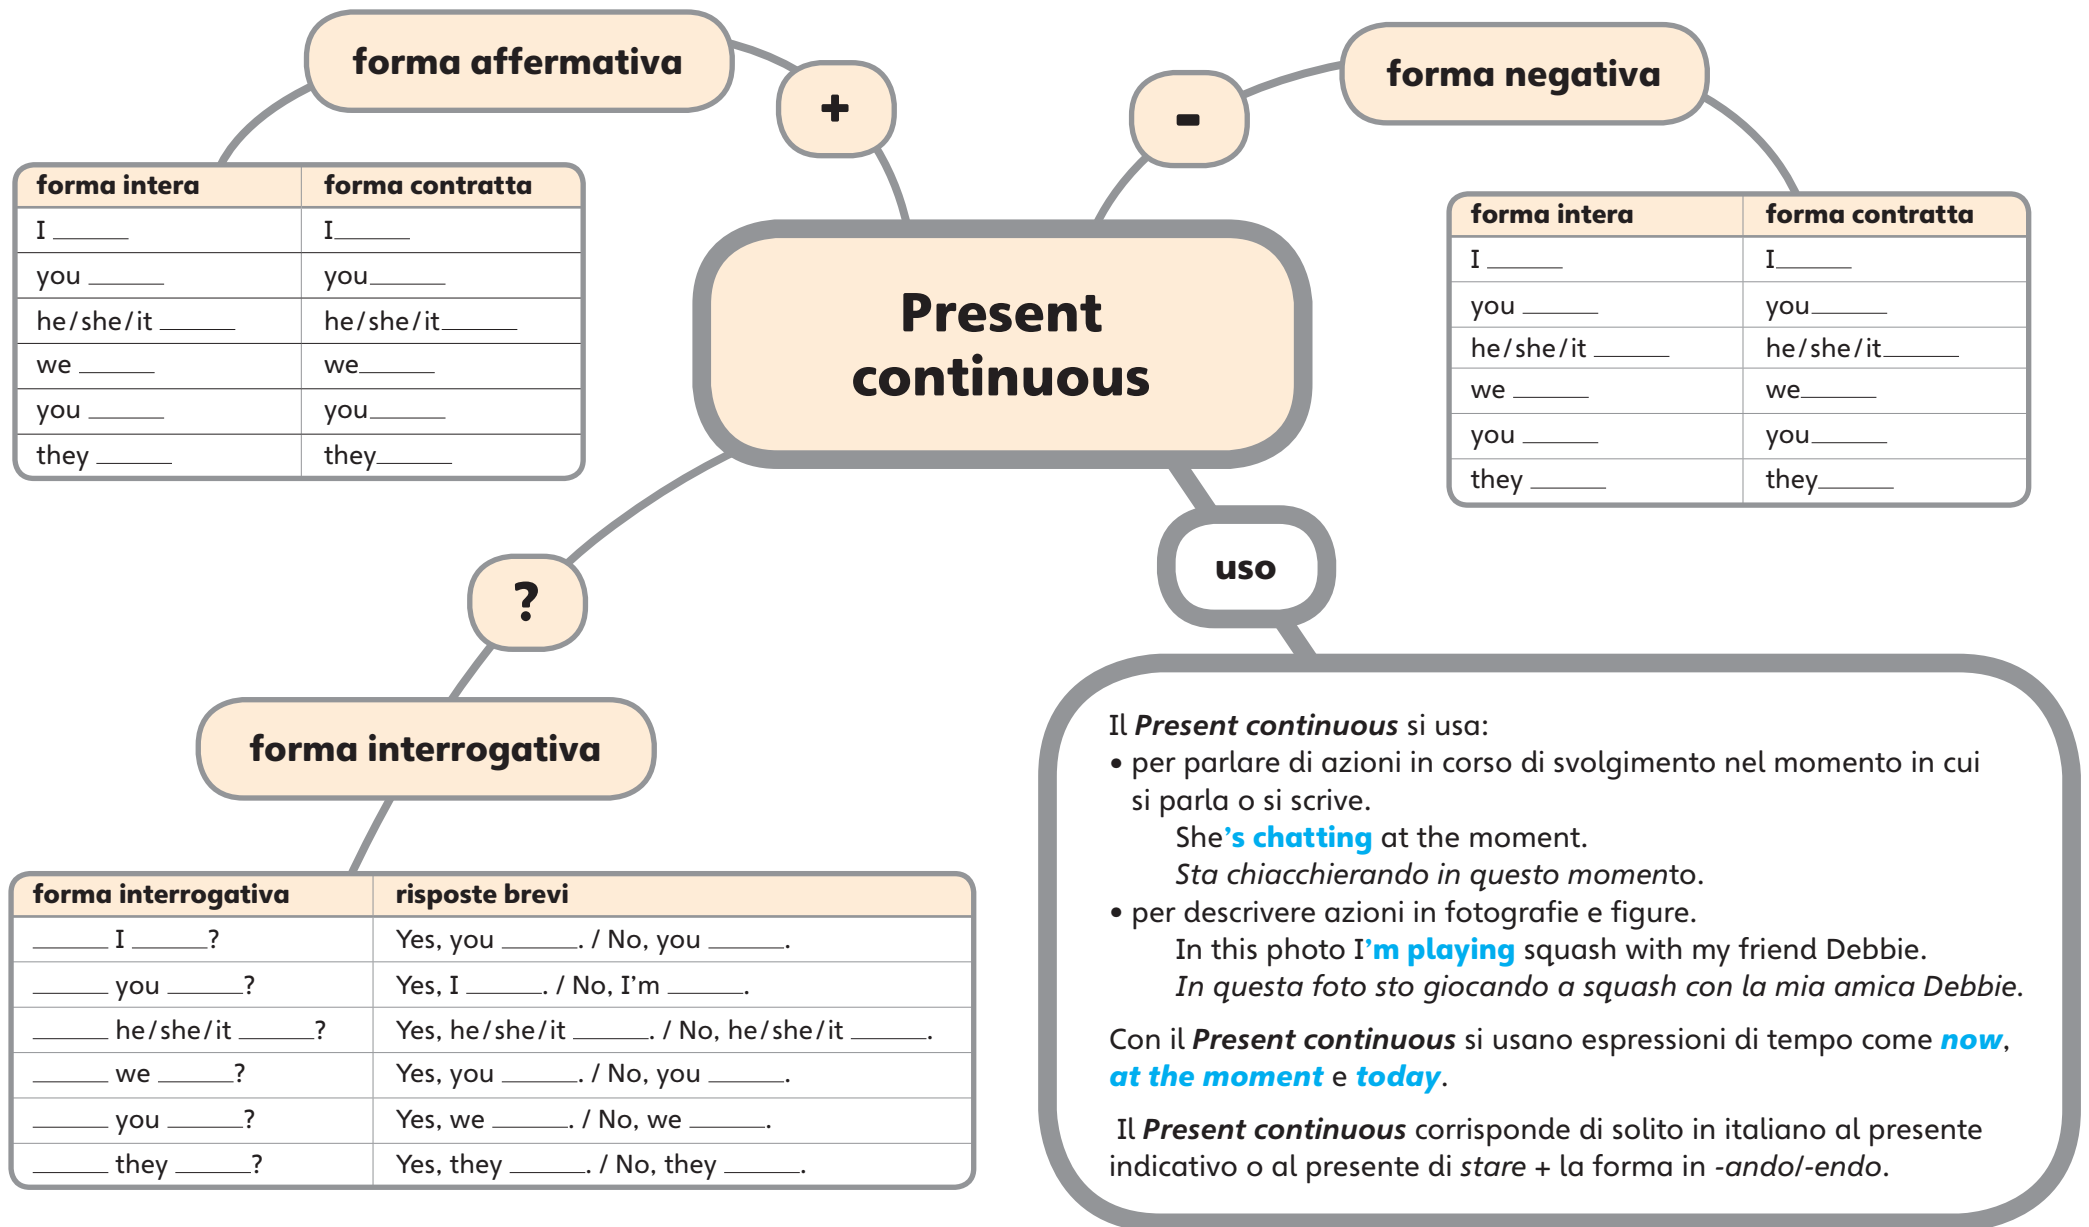 forma affermativa
+
forma intera forma contratta
I ______ I______
you ______ you______
he/she/it ______ he/she/it______
we ______ we______
you ______ you______
they ______ they______
-
forma negativa
forma intera forma contratta
I ______ I______
you ______ you______
he/she/it ______ he/she/it______
we ______ we______
you ______ you______
they ______ they______
Present
continuous
?
forma interrogativa
forma interrogativa risposte brevi
______ I ______? Yes, you ______. / No, you ______.
______ you ______? Yes, I ______. / No, I’m ______.
______ he/she/it ______? Yes, he/she/it ______. / No, he/she/it ______.
______ we ______? Yes, you ______. / No, you ______.
______ you ______? Yes, we ______. / No, we ______.
______ they ______? Yes, they ______. / No, they ______.
uso
Il Present continuous si usa:
• per parlare di azioni in corso di svolgimento nel momento in cui
si parla o si scrive.
She’s chatting at the moment.
Sta chiacchierando in questo momento.
• per descrivere azioni in fotografie e figure.
In this photo I’m playing squash with my friend Debbie.
In questa foto sto giocando a squash con la mia amica Debbie.
Con il Present continuous si usano espressioni di tempo come now,
at the moment e today.
Il Present continuous corrisponde di solito in italiano al presente
indicativo o al presente di stare + la forma in -ando/-endo.